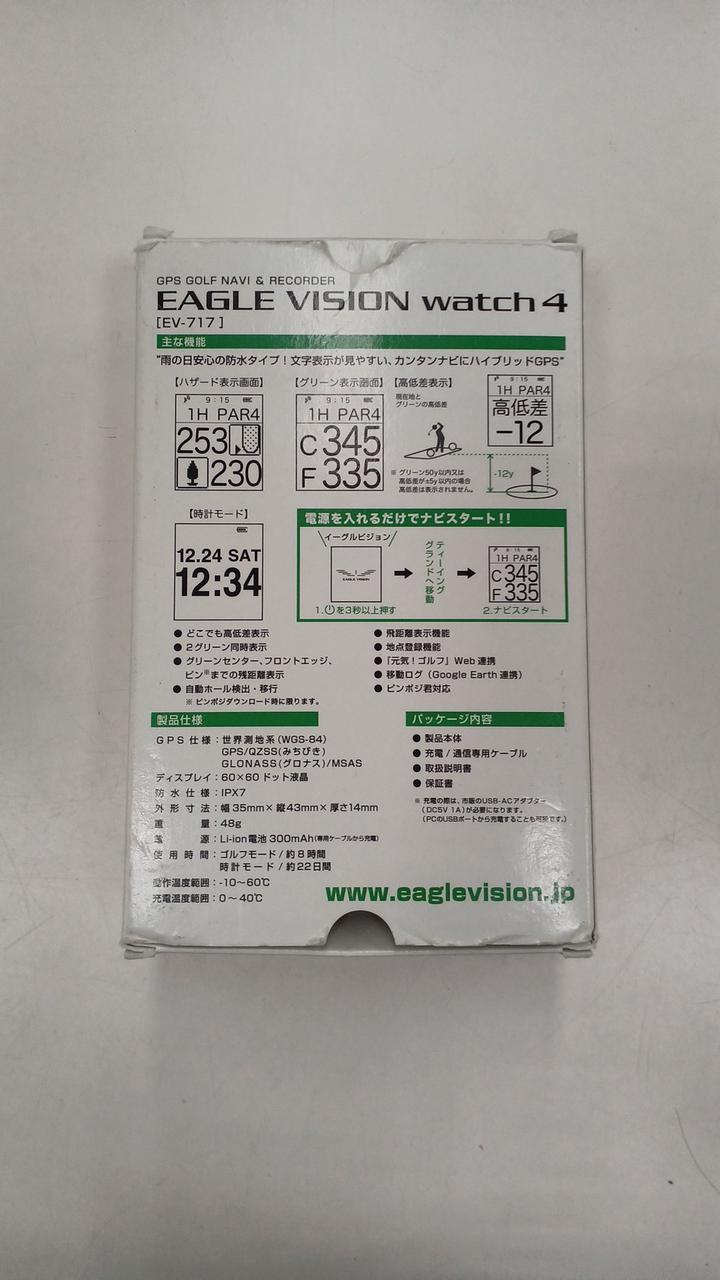 GPS GOLF NAVI & RECORDER
EAGLE VISION watch4
[EV-717]
主な機能
"雨の日安心の防水タイプ！文字表示が見やすい、カンタンナビにハイブリッドGPS"
【ハザード表示画面】
9:15
1H PAR4
253
230
【グリーン表示画面】
9:15
1H PAR4
C 345
F 335
【高低差表示】
現在地と
グリーンの高低差
9:15
1H PAR4
高低差
-12
-12y
※ グリーン50y以内又は
高低差が±5y以内の場合
高低差は表示されません。
【時計モード】
12.24 SAT
12:34
電源を入れるだけでナビスタート！！
イーグルビジョン
EAGLE VISION
1.⏻を3秒以上押す
ティーイング
グランドへ移動
9:15
1H PAR4
C 345
F 335
2.ナビスタート
● どこでも高低差表示
● 2グリーン同時表示
● グリーンセンター、フロントエッジ、
ピン※までの残距離表示
● 自動ホール検出・移行
※ ピンポジダウンロード時に限ります。
● 飛距離表示機能
● 地点登録機能
● 「元気！ゴルフ」Web連携
● 移動ログ（Google Earth連携）
● ピンポジ君対応
製品仕様
GPS仕様：世界測地系(WGS-84)
GPS/QZSS(みちびき)
GLONASS(グロナス)/MSAS
ディスプレイ：60×60ドット液晶
防水仕様：IPX7
外形寸法：幅35mm×縦43mm×厚さ14mm
重量：48g
電源：Li-ion電池 300mAh(専用ケーブルから充電)
使用時間：ゴルフモード/約8時間
時計モード/約22日間
動作温度範囲：-10～60℃
充電温度範囲：0～40℃
パッケージ内容
● 製品本体
● 充電/通信専用ケーブル
● 取扱説明書
● 保証書
※ 充電の際は、市販のUSB-ACアダプター
(DC5V 1A)が必要になります。
(PCのUSBポートから充電することも可能です。)
www.eaglevision.jp